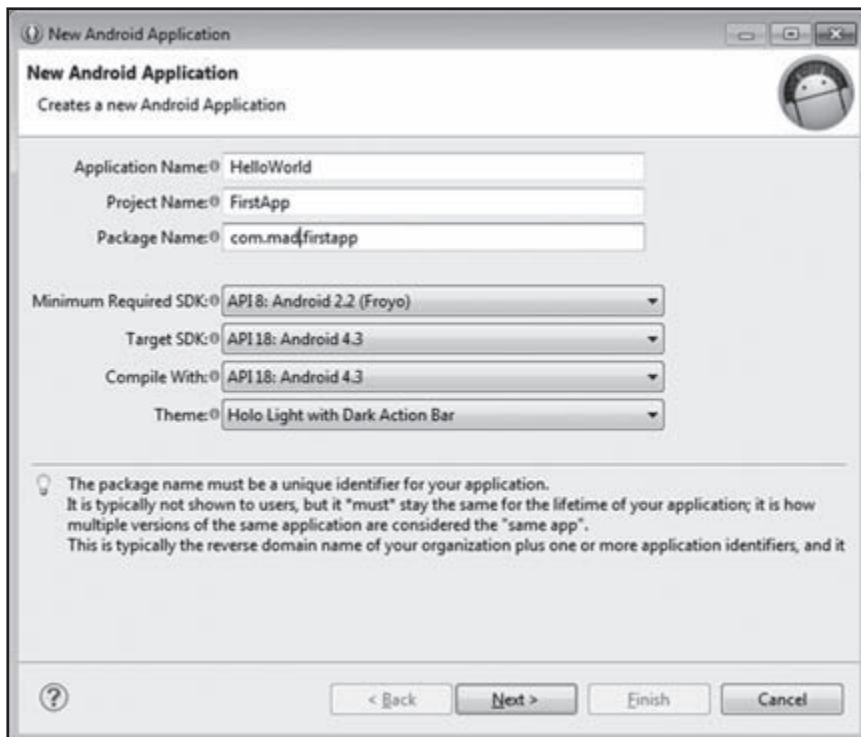 New Android Application
New Android Application
Creates a new Android Application
Application Name: HelloWorld
Project Name: FirstApp
Package Name: com.mad.firstapp
Minimum Required SDK: API 8: Android 2.2 (Froyo)
Target SDK: API 18: Android 4.3
Compile With: API 18: Android 4.3
Theme: Holo Light with Dark Action Bar
The package name must be a unique identifier for your application.
It is typically not shown to users, but it *must* stay the same for the lifetime of your application; it is how
multiple versions of the same application are considered the "same app".
This is typically the reverse domain name of your organization plus one or more application identifiers, and it
? < Back Next > Finish Cancel